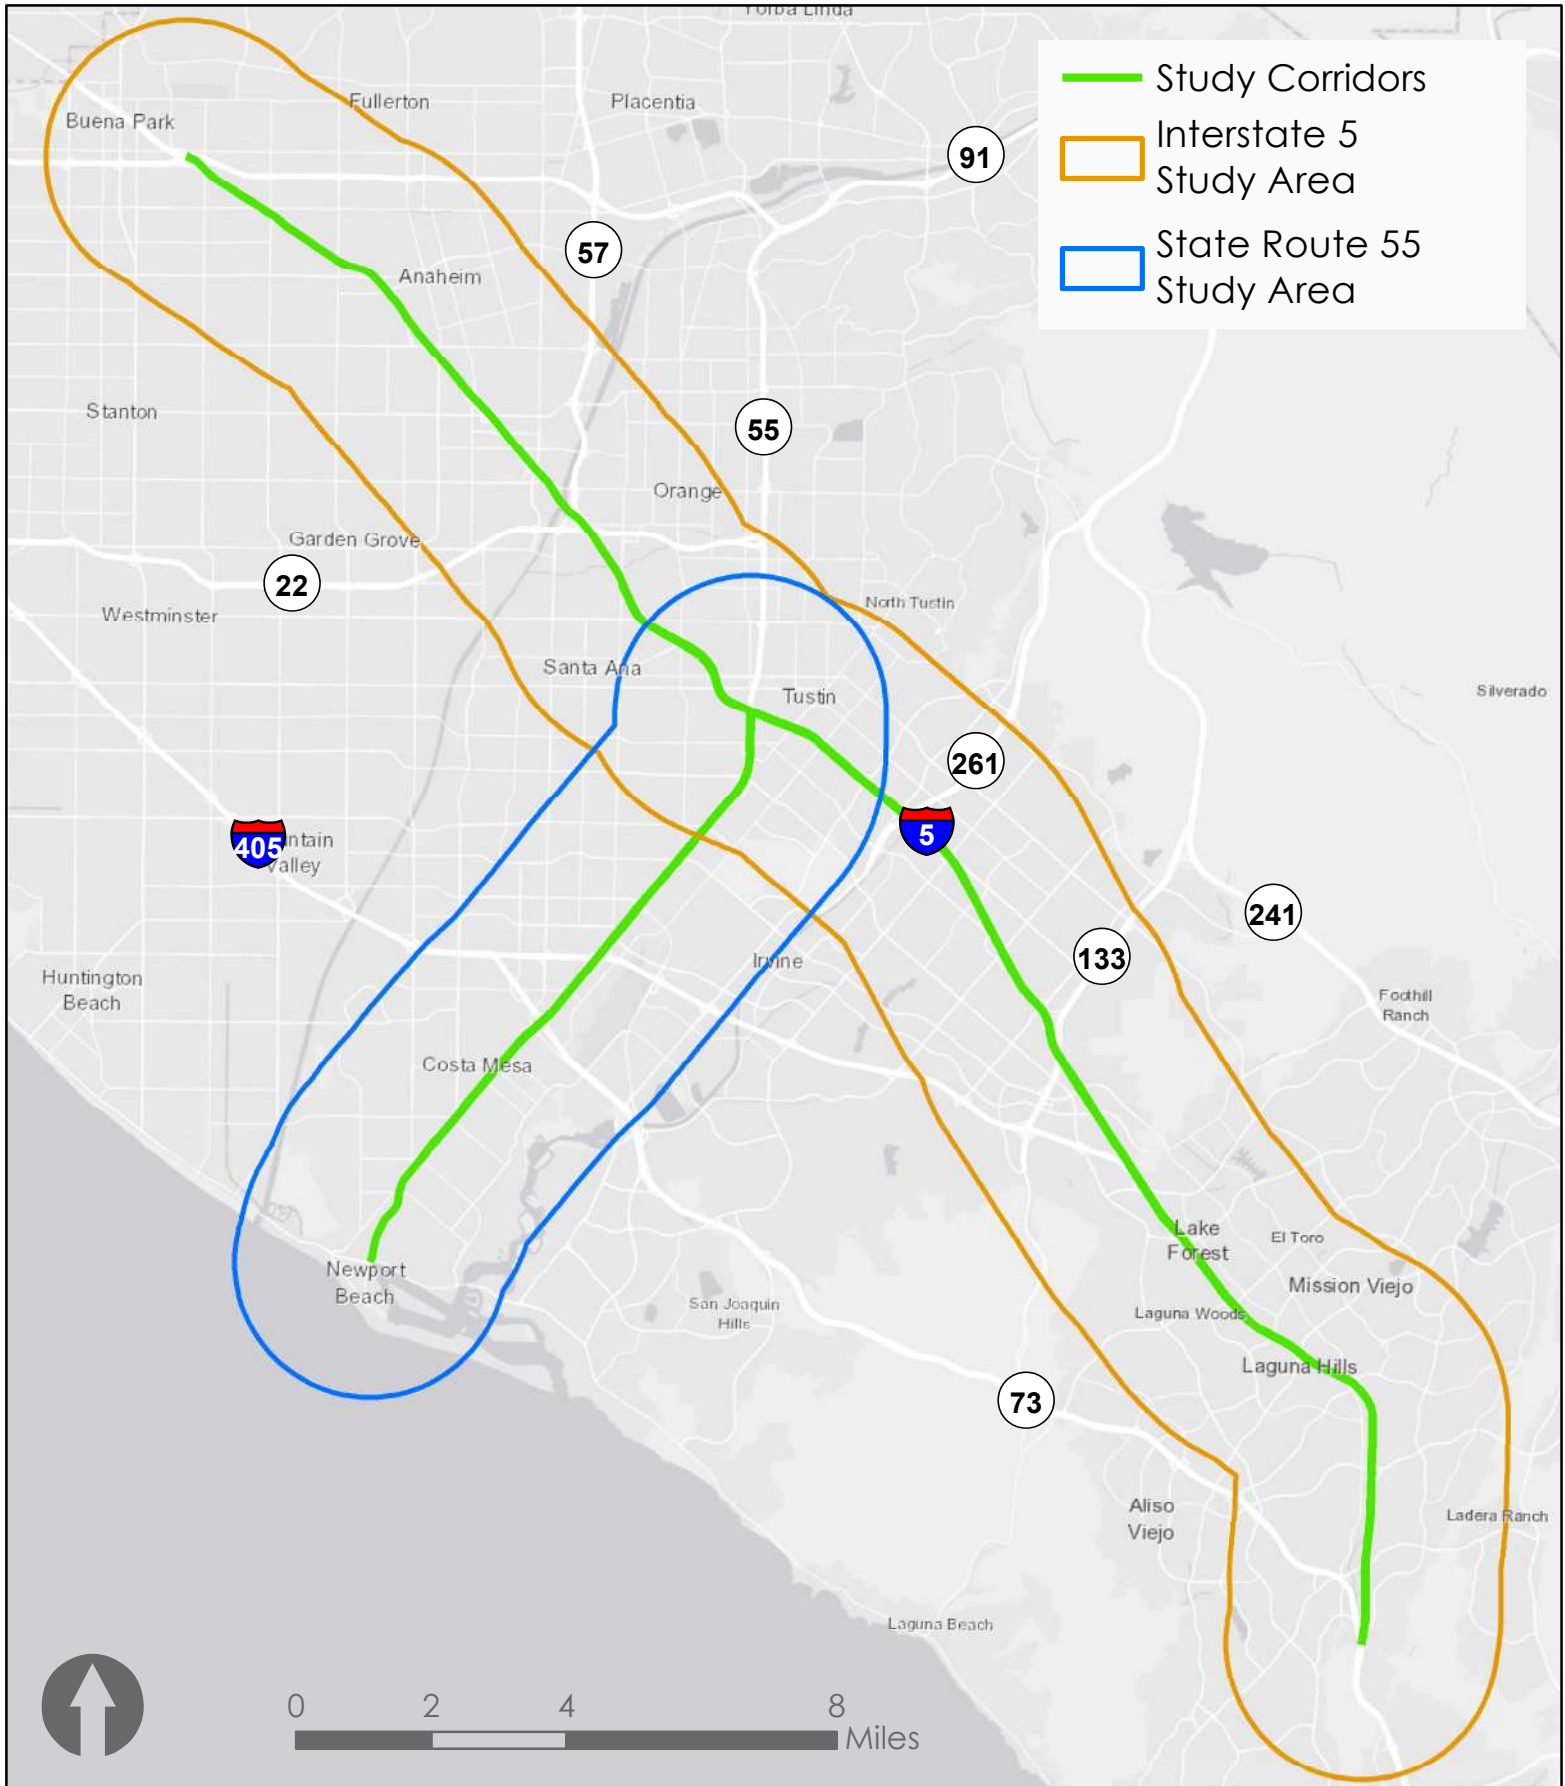 Yorba Linda
Study Corridors
Interstate 5
Study Area
State Route 55
Study Area
Fullerton
Placentia
Buena Park
91
57
Anaheim
Stanton
55
Orange
Garden Grove
22
North Tustin
Westminster
Santa Ana
Tustin
Silverado
261
5
405
ntain
Valley
241
133
Irvine
Huntington
Beach
Foothill
Ranch
Costa Mesa
Lake
Forest
El Toro
Newport
Beach
Mission Viejo
San Joaquin
Hills
Laguna Woods
Laguna Hills
73
Aliso
Viejo
Ladera Ranch
Laguna Beach
0 2 4 8
Miles